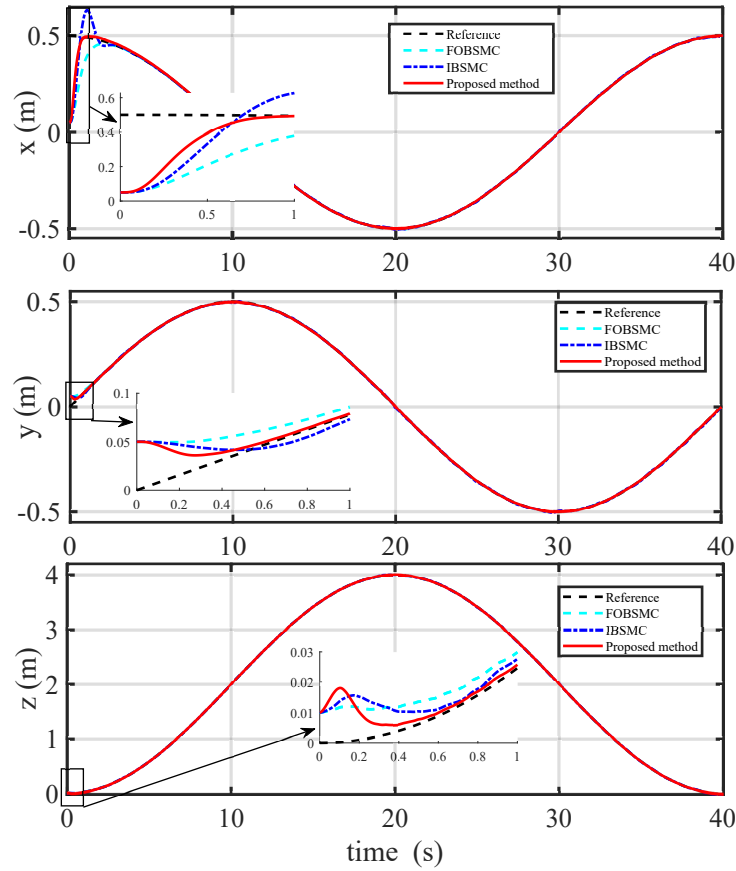 0.5
0
-0.5
x (m)
0 10 20 30 40
Reference
FOBSMC
IBSMC
Proposed method
0.6
0.4
0.2
0
0 0.5 1
0.5
0
-0.5
y (m)
0 10 20 30 40
Reference
FOBSMC
IBSMC
Proposed method
0.1
0.05
0
0 0.2 0.4 0.6 0.8 1
4
3
2
1
0
z (m)
0 10 20 30 40
Reference
FOBSMC
IBSMC
Proposed method
0.03
0.02
0.01
0
0 0.2 0.4 0.6 0.8 1
time (s)